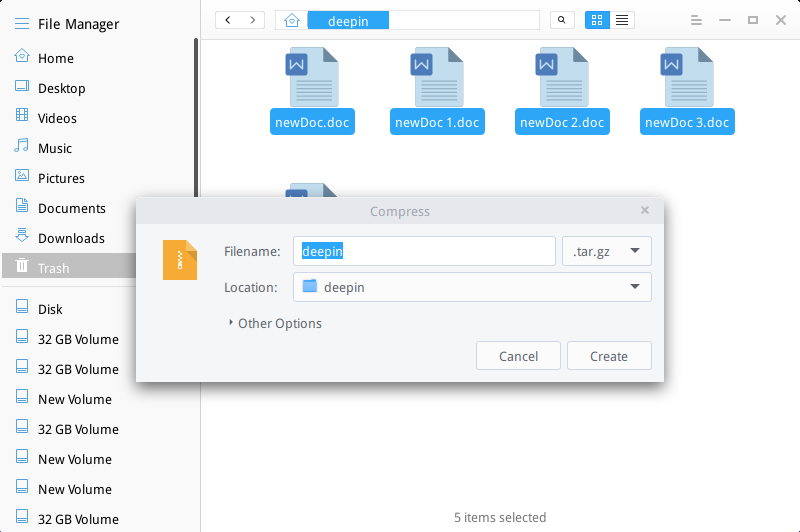 File Manager
deepin
Home
Desktop
Videos
Music
Pictures
Documents
Downloads
Trash
Disk
32 GB Volume
32 GB Volume
New Volume
32 GB Volume
New Volume
New Volume
32 GB Volume
newDoc.doc
newDoc 1.doc
newDoc 2.doc
newDoc 3.doc
Compress
Filename:
deepin
.tar.gz
Location:
deepin
Other Options
Cancel
Create
5 items selected